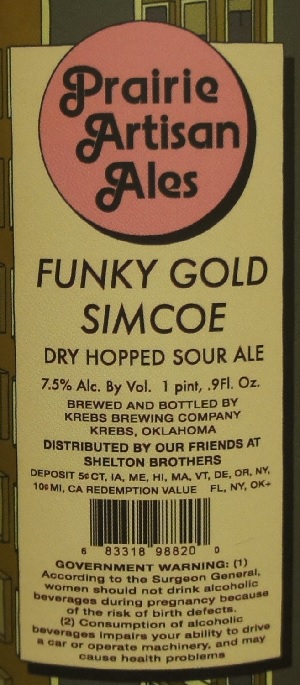 Prairie
Artisan
Ales
FUNKY GOLD
SIMCOE
DRY HOPPED SOUR ALE
7.5% Alc. By Vol. 1 pint, .9Fl. Oz.
BREWED AND BOTTLED BY
KREBS BREWING COMPANY
KREBS, OKLAHOMA
DISTRIBUTED BY OUR FRIENDS AT
SHELTON BROTHERS
DEPOSIT 5¢ CT, IA, ME, HI, MA, VT, DE, OR, NY,
10¢ MI, CA REDEMPTION VALUE FL, NY, OK+
6 83318 98820 0
GOVERNMENT WARNING: (1)
According to the Surgeon General,
women should not drink alcoholic
beverages during pregnancy because
of the risk of birth defects.
(2) Consumption of alcoholic
beverages impairs your ability to drive
a car or operate machinery, and may
cause health problems